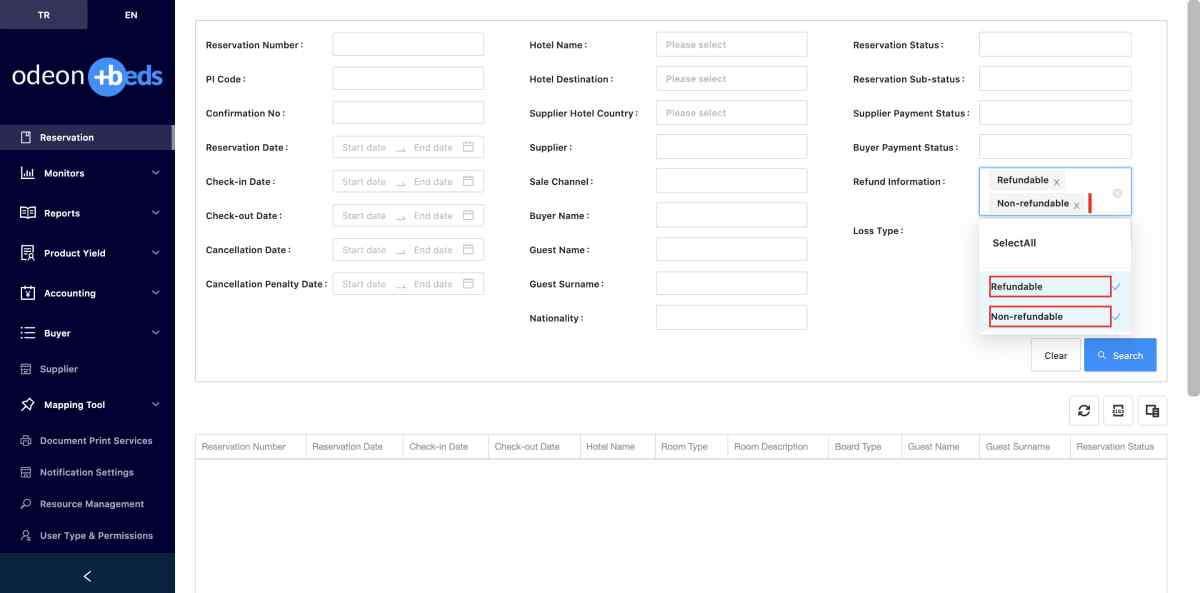 TR
EN
odeon +beds
Reservation
Monitors
Reports
Product Yield
Accounting
Buyer
Supplier
Mapping Tool
Document Print Services
Notification Settings
Resource Management
User Type & Permissions
Reservation Number :
PI Code :
Confirmation No :
Reservation Date : Start date End date
Check-in Date : Start date End date
Check-out Date : Start date End date
Cancellation Date : Start date End date
Cancellation Penalty Date : Start date End date
Hotel Name : Please select
Hotel Destination : Please select
Supplier Hotel Country : Please select
Supplier :
Sale Channel :
Buyer Name :
Guest Name :
Guest Surname :
Nationality :
Reservation Status :
Reservation Sub-status :
Supplier Payment Status :
Buyer Payment Status :
Refund Information : Refundable x
Non-refundable x
Loss Type :
SelectAll
Refundable
Non-refundable
Clear
Search
Reservation Number Reservation Date Check-in Date Check-out Date Hotel Name Room Type Room Description Board Type Guest Name Guest Surname Reservation Status